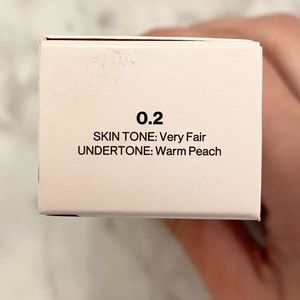 0.2
SKIN TONE: Very Fair
UNDERTONE: Warm Peach